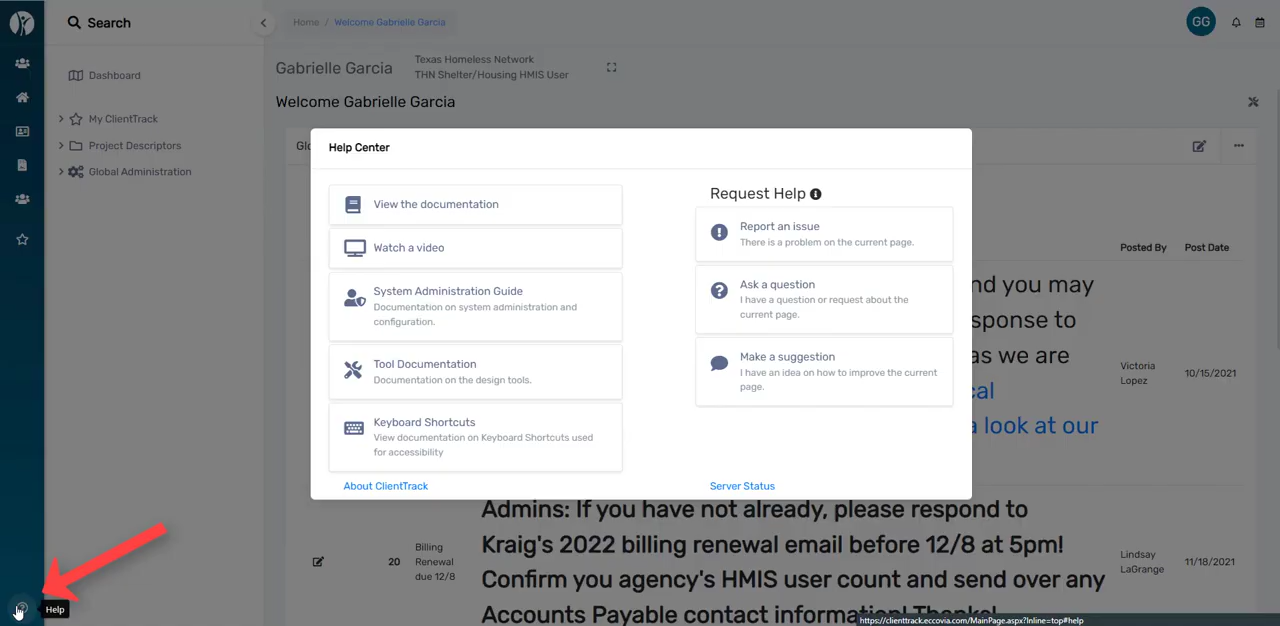 Search
Home / Welcome Gabrielle Garcia
GG
Gabrielle Garcia
Texas Homeless Network
THN Shelter/Housing HMIS User
Welcome Gabrielle Garcia
Dashboard
My ClientTrack
Project Descriptors
Global Administration
Help Center
View the documentation
Watch a video
System Administration Guide
Documentation on system administration and
configuration.
Tool Documentation
Documentation on the design tools.
Keyboard Shortcuts
View documentation on Keyboard Shortcuts used
for accessibility
About ClientTrack
Request Help
Report an issue
There is a problem on the current page.
Ask a question
I have a question or request about the
current page.
Make a suggestion
I have an idea on how to improve the current
page.
Server Status
Posted By Post Date
nd you may
sponse to
as we are
cal
a look at our
Victoria
Lopez
10/15/2021
20
Billing
Renewal
due 12/8
Admins: If you have not already, please respond to
Kraig's 2022 billing renewal email before 12/8 at 5pm!
Confirm you agency's HMIS user count and send over any
Accounts Payable contact information! Thanks!
Lindsay
LaGrange
11/18/2021
Help
https://clienttrack.eccovia.com/MainPage.aspx?Inline=top#help